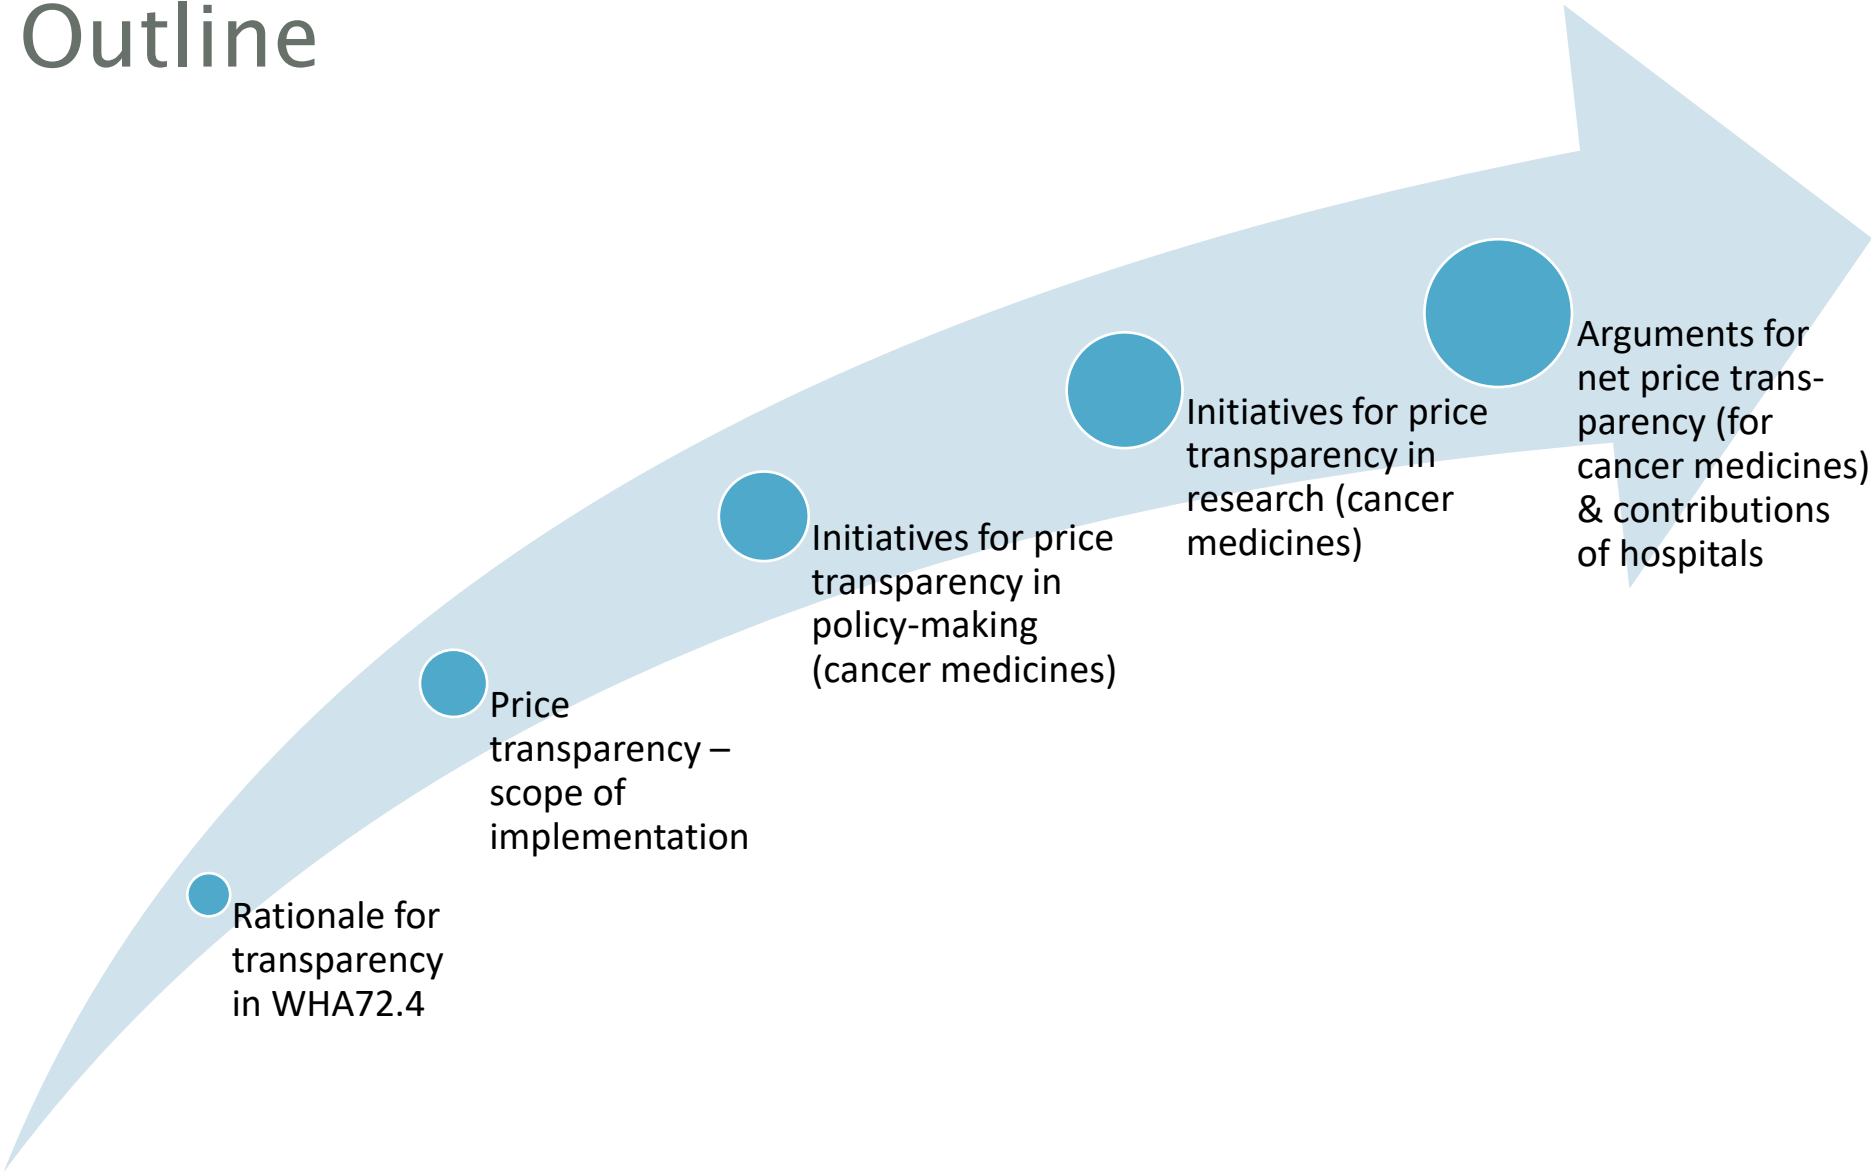 Outline
Rationale for
transparency
in WHA72.4
Price
transparency –
scope of
implementation
Initiatives for price
transparency in
policy-making
(cancer medicines)
Initiatives for price
transparency in
research (cancer
medicines)
Arguments for
net price trans-
parency (for
cancer medicines)
& contributions
of hospitals